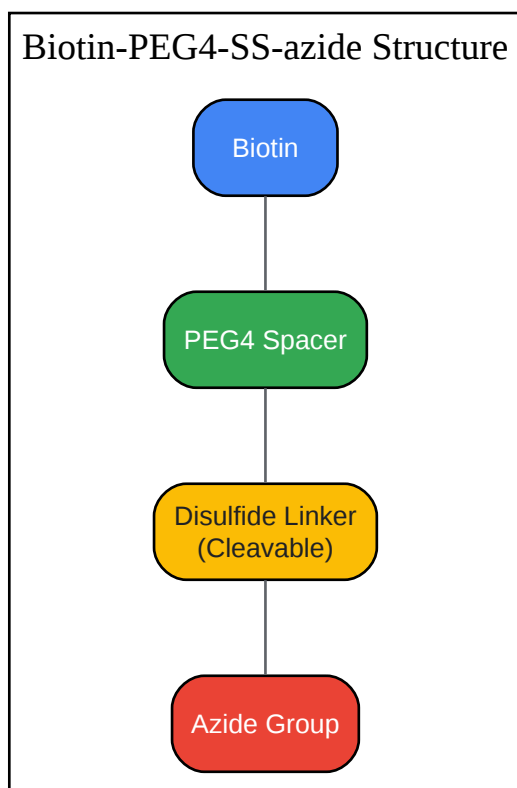 Biotin-PEG4-SS-azide Structure
Biotin
PEG4 Spacer
Disulfide Linker
(Cleavable)
Azide Group